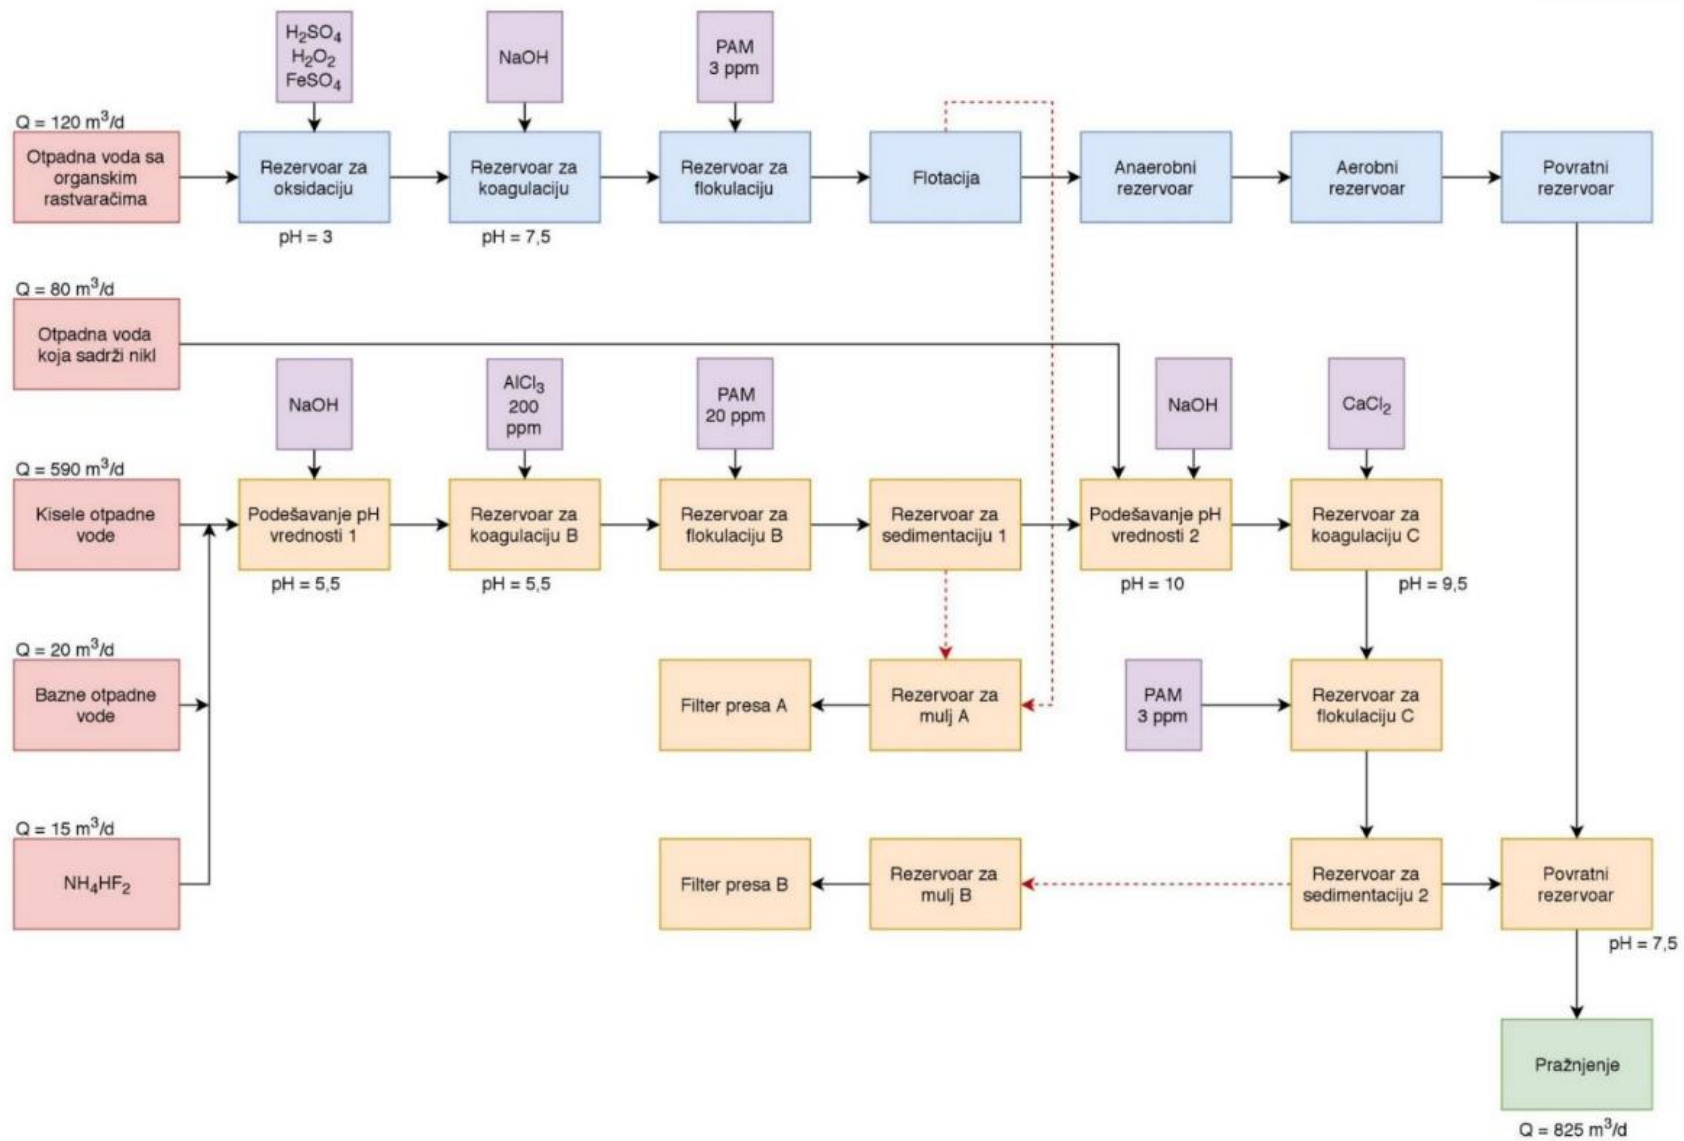 H₂SO₄
H₂O₂
FeSO₄
NaOH
PAM
3 ppm
Q = 120 m³/d
Otpadna voda sa
organskim
rastvaračima
Rezervoar za
oksidaciju
Rezervoar za
koagulaciju
Rezervoar za
flokulaciju
Flotacija
Anaerobni
rezervoar
Aerobni
rezervoar
Povratni
rezervoar
pH = 3
pH = 7,5
Q = 80 m³/d
Otpadna voda
koja sadrži nikl
NaOH
AlCl₃
200
ppm
PAM
20 ppm
NaOH
CaCl₂
Q = 590 m³/d
Kisele otpadne
vode
Podešavanje pH
vrednosti 1
Rezervoar za
koagulaciju B
Rezervoar za
flokulaciju B
Rezervoar za
sedimentaciju 1
Podešavanje pH
vrednosti 2
Rezervoar za
koagulaciju C
pH = 5,5
pH = 5,5
pH = 10
pH = 9,5
Q = 20 m³/d
Bazne otpadne
vode
Filter presa A
Rezervoar za
mulj A
PAM
3 ppm
Rezervoar za
flokulaciju C
Q = 15 m³/d
NH₄HF₂
Filter presa B
Rezervoar za
mulj B
Rezervoar za
sedimentaciju 2
Povratni
rezervoar
pH = 7,5
Pražnjenje
Q = 825 m³/d